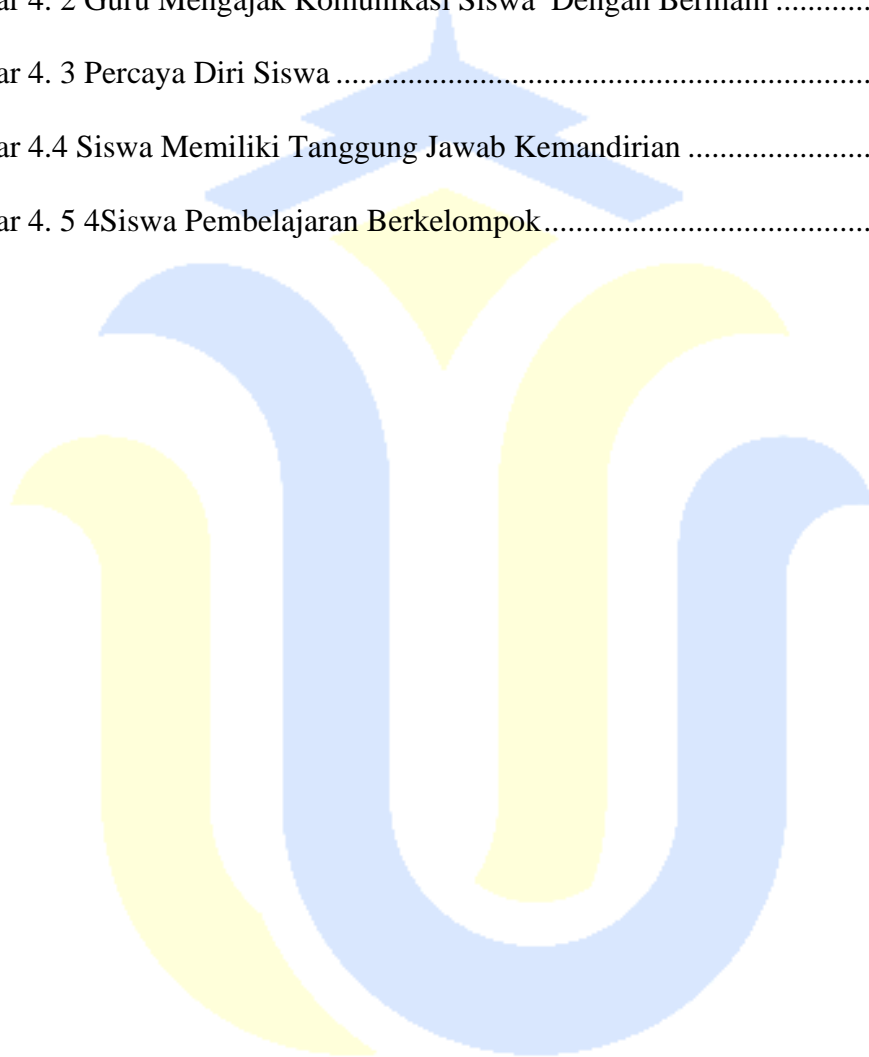 ar 4. 2 Guru Mengajak Komunikasi Siswa  Dengan Bermain ............
ar 4. 3 Percaya Diri Siswa ..........................................................................
ar 4.4 Siswa Memiliki Tanggung Jawab Kemandirian .........................
ar 4. 5 4Siswa Pembelajaran Berkelompok............................................